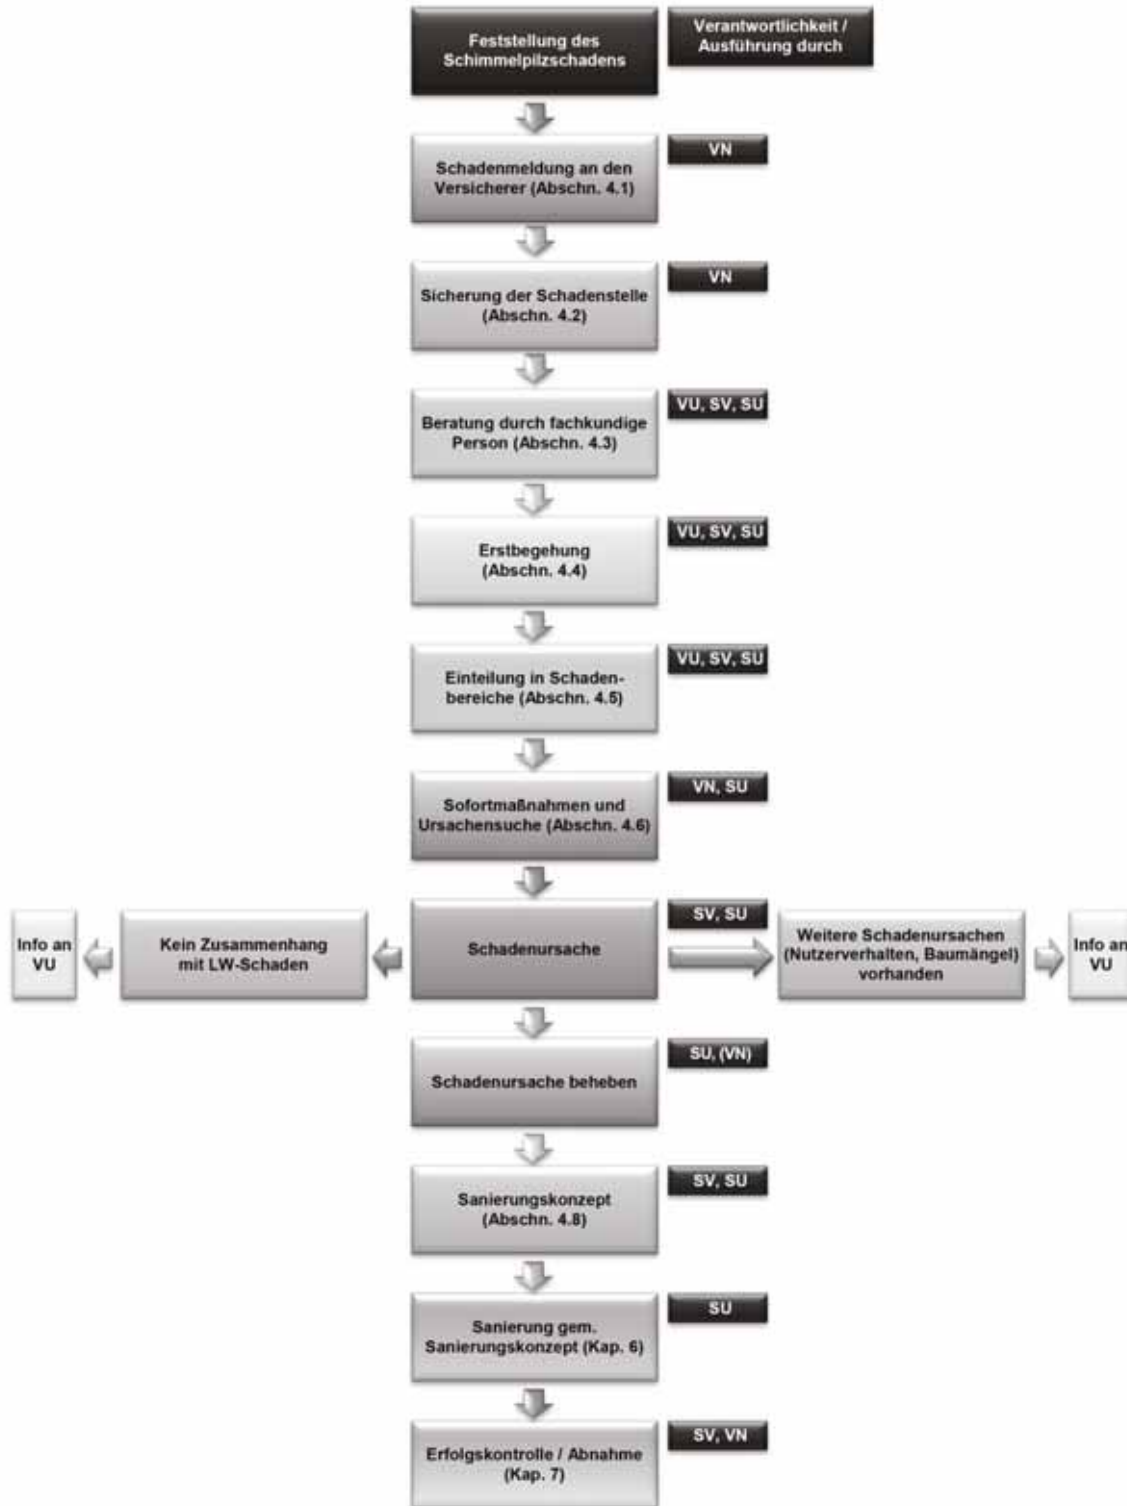 Feststellung des
Schimmelpilzschadens
Verantwortlichkeit /
Ausführung durch
Schadenmeldung an den
Versicherer (Abschn. 4.1)
VN
Sicherung der Schadenstelle
(Abschn. 4.2)
VN
Beratung durch fachkundige
Person (Abschn. 4.3)
VU, SV, SU
Erstbegehung
(Abschn. 4.4)
VU, SV, SU
Einteilung in Schaden-
bereiche (Abschn. 4.5)
VU, SV, SU
Sofortmaßnahmen und
Ursachensuche (Abschn. 4.6)
VN, SU
Info an
VU
Kein Zusammenhang
mit LW-Schaden
Schadenursache
SV, SU
Weitere Schadenursachen
(Nutzerverhalten, Baumängel)
vorhanden
Info an
VU
Schadenursache beheben
SU, (VN)
Sanierungskonzept
(Abschn. 4.8)
SV, SU
Sanierung gem.
Sanierungskonzept (Kap. 6)
SU
Erfolgskontrolle / Abnahme
(Kap. 7)
SV, VN